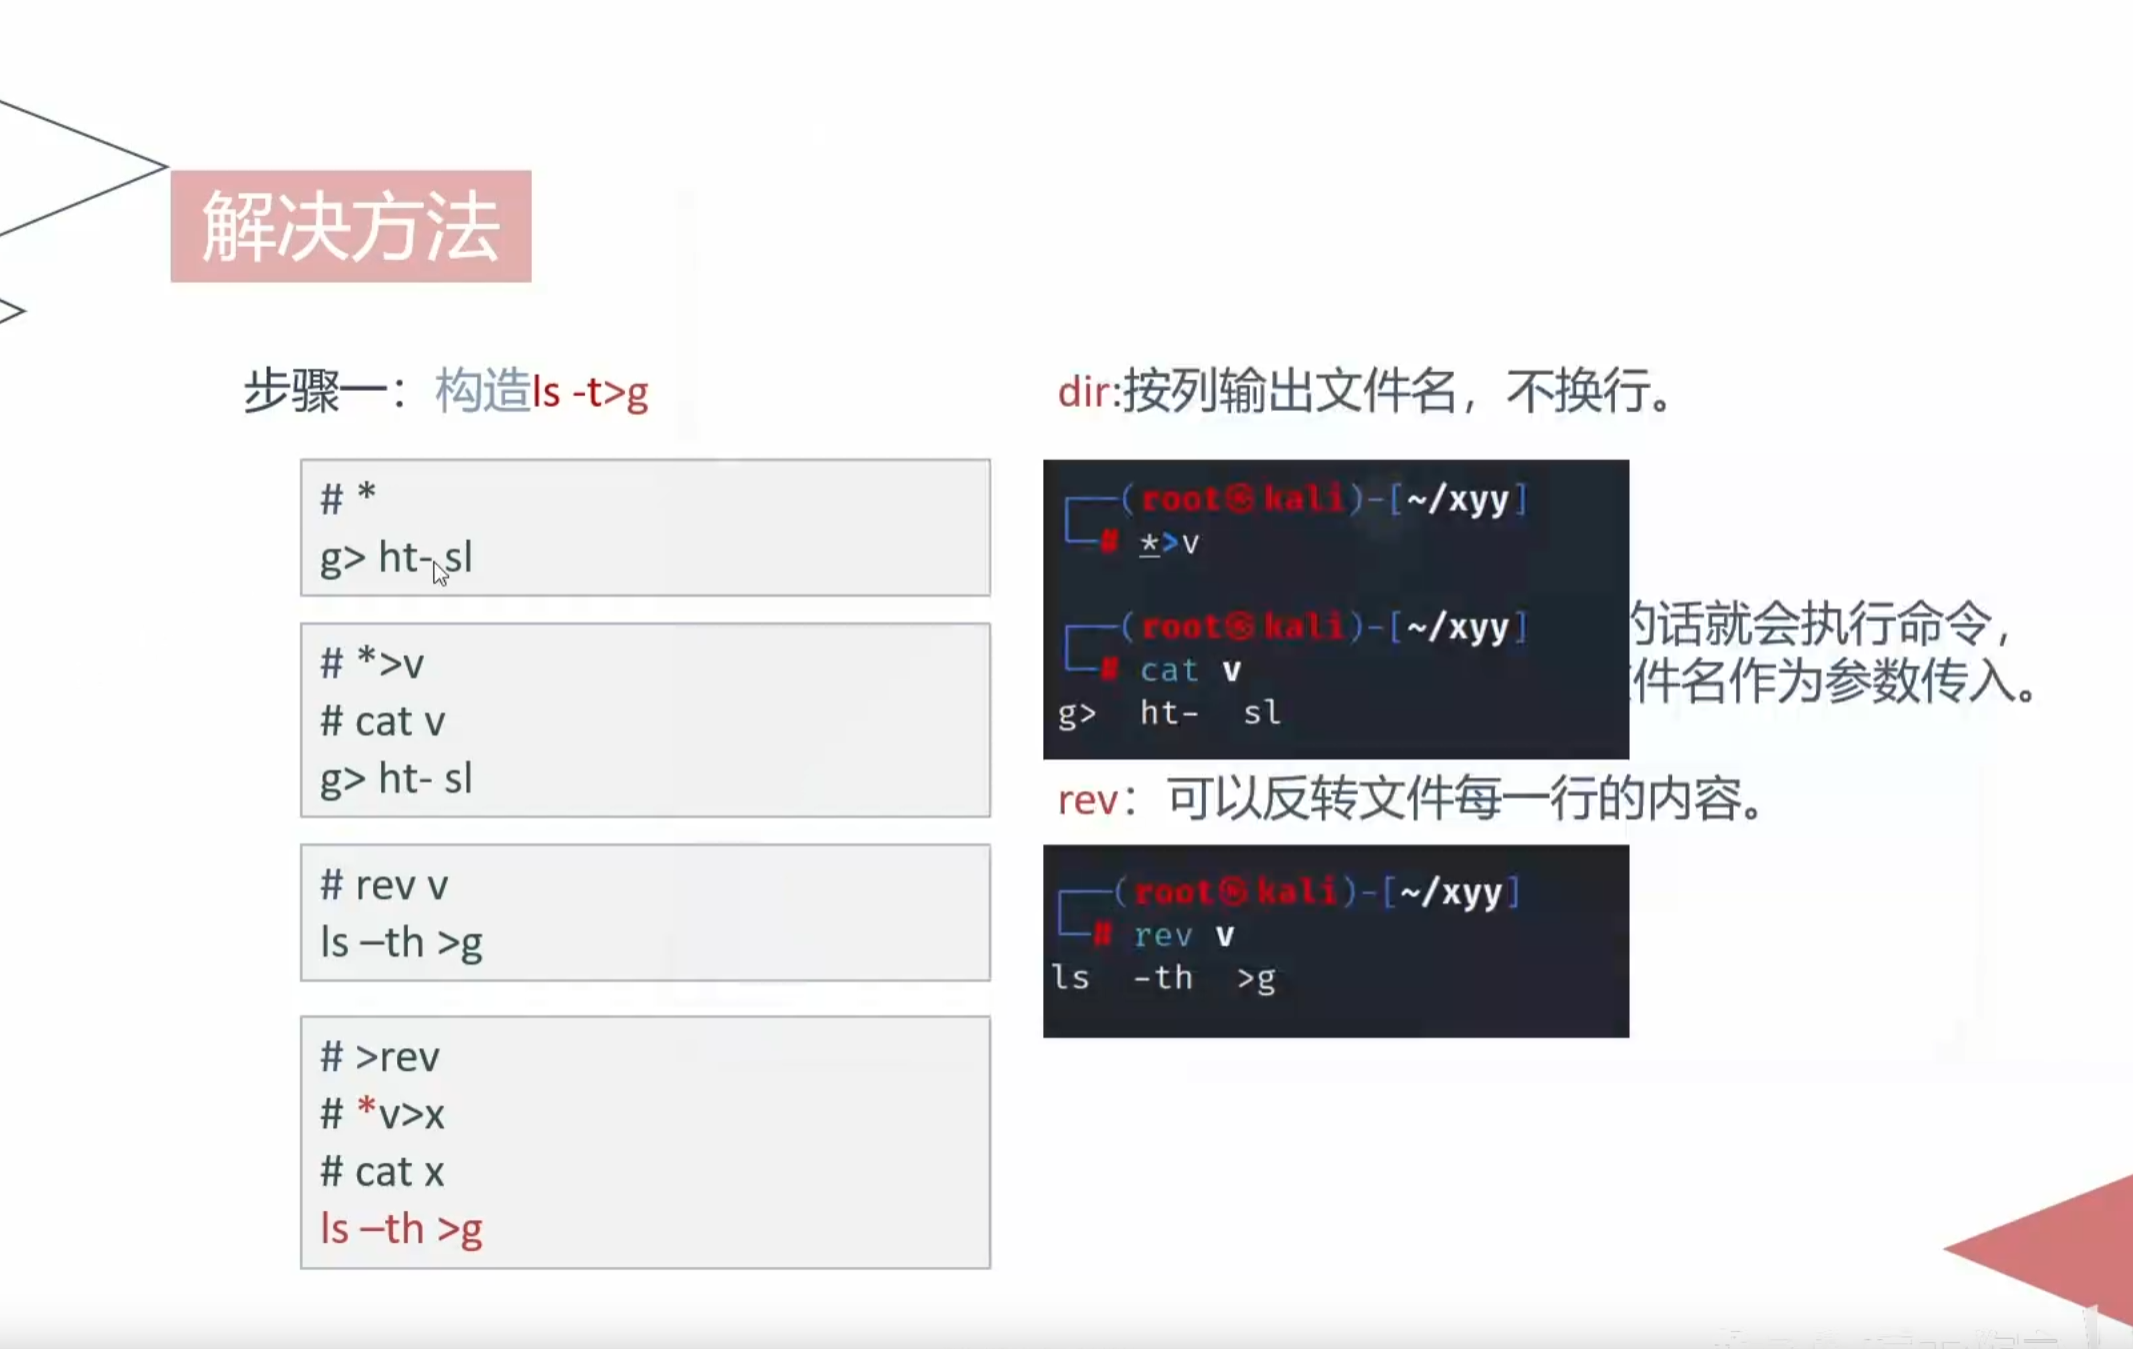 解决方法
步骤一：构造ls -t>g
# *
g> ht- sl
# *>v
# cat v
g> ht- sl
# rev v
ls –th >g
# >rev
# *v>x
# cat x
ls –th >g
dir:按列输出文件名，不换行。
(root㉿kali)-[~/xyy]
# *>v
(root㉿kali)-[~/xyy]
# cat v
g>  ht-  sl
的话就会执行命令，
件名作为参数传入。
rev：可以反转文件每一行的内容。
(root㉿kali)-[~/xyy]
# rev v
ls  -th  >g